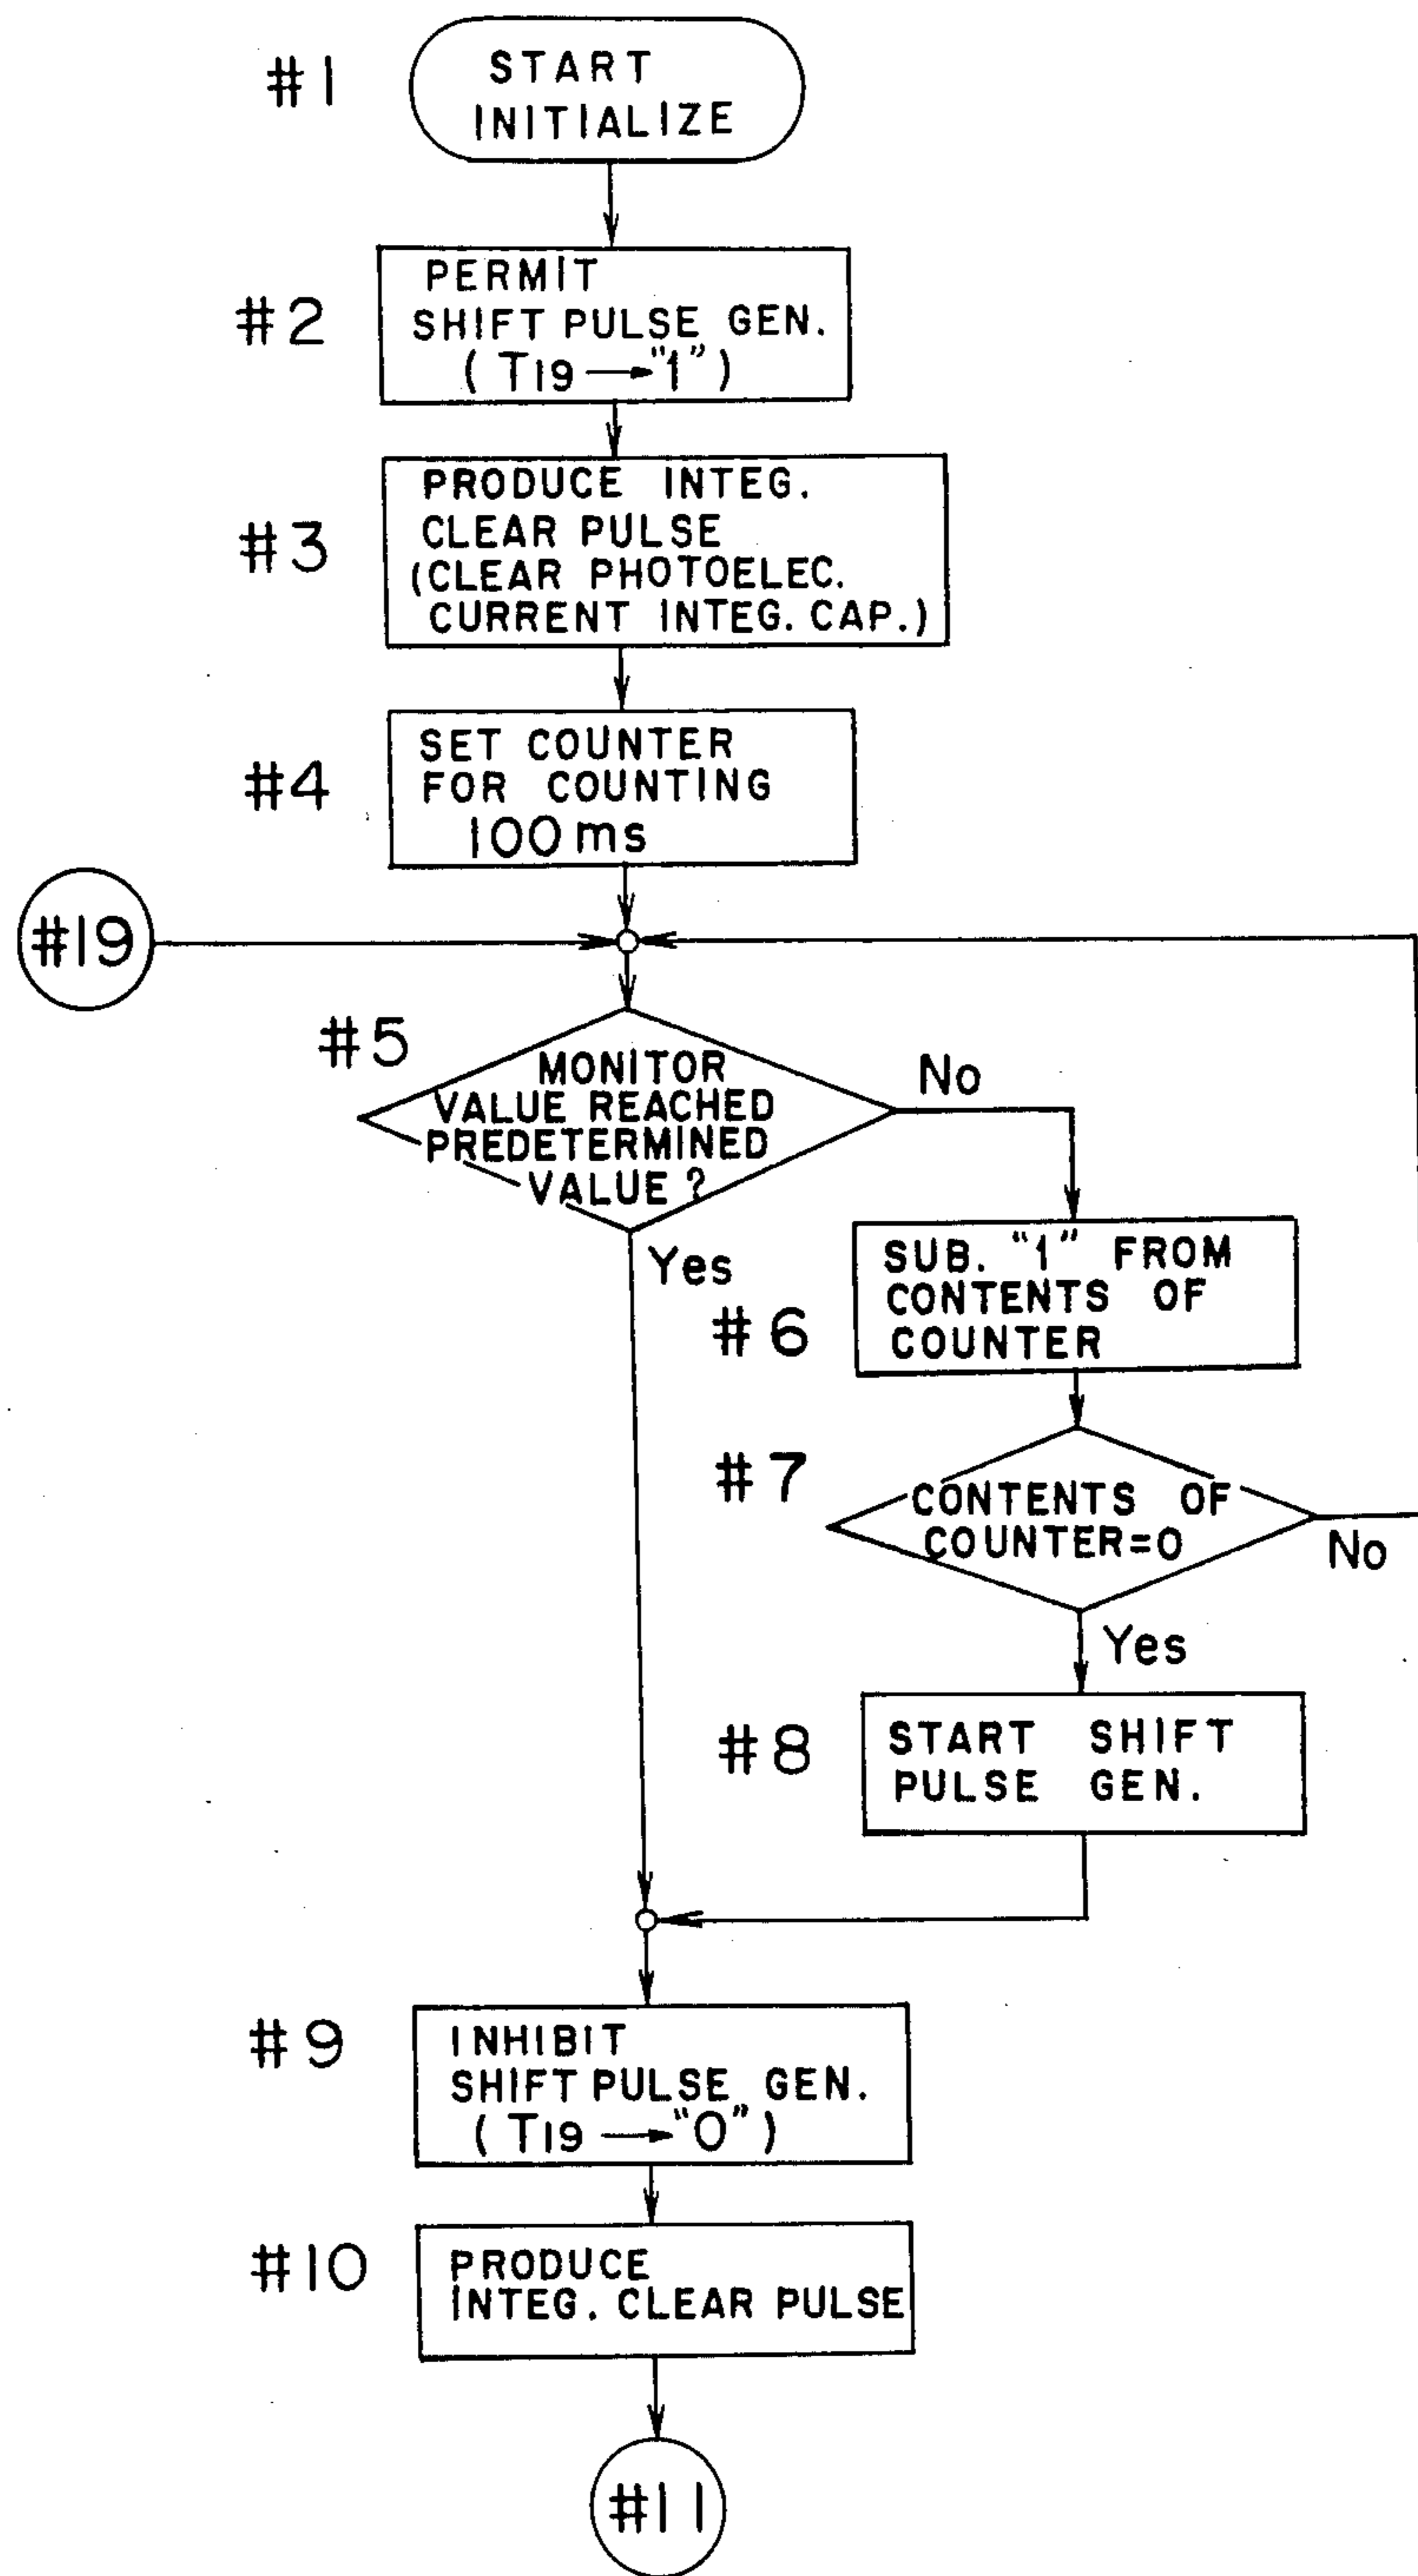 #1
START
INITIALIZE
#2
PERMIT
SHIFT PULSE GEN.
( T19 → "1" )
#3
PRODUCE INTEG.
CLEAR PULSE
(CLEAR PHOTOELEC.
CURRENT INTEG. CAP.)
#4
SET COUNTER
FOR COUNTING
100 ms
#19
#5
MONITOR
VALUE REACHED
PREDETERMINED
VALUE ?
No
Yes
#6
SUB. "1" FROM
CONTENTS OF
COUNTER
#7
CONTENTS OF
COUNTER=0
No
Yes
#8
START SHIFT
PULSE GEN.
#9
INHIBIT
SHIFT PULSE GEN.
( T19 → "0" )
#10
PRODUCE
INTEG. CLEAR PULSE
#11